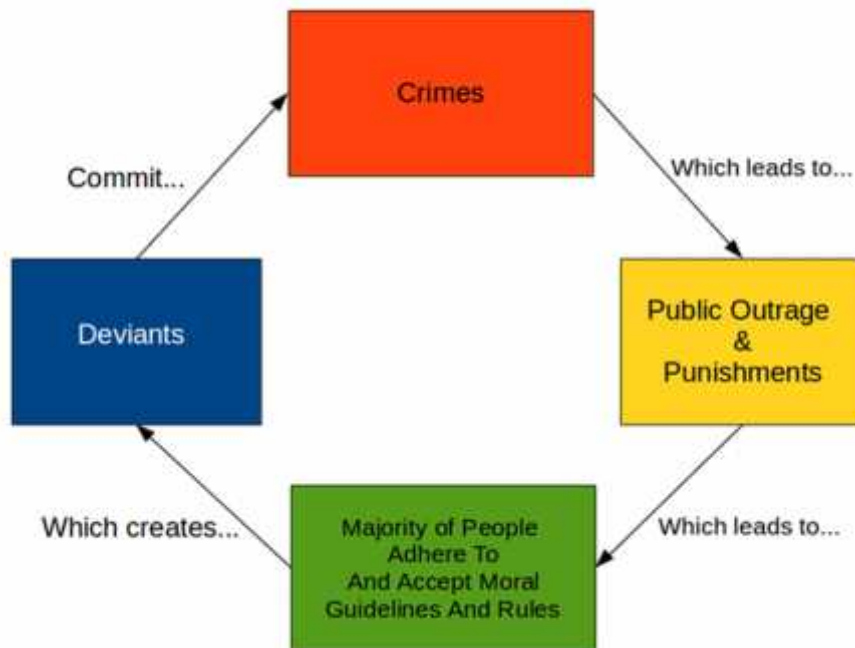 Crimes
Commit...
Which leads to...
Deviants
Public Outrage
&
Punishments
Which creates...
Majority of People
Adhere To
And Accept Moral
Guidelines And Rules
Which leads to...